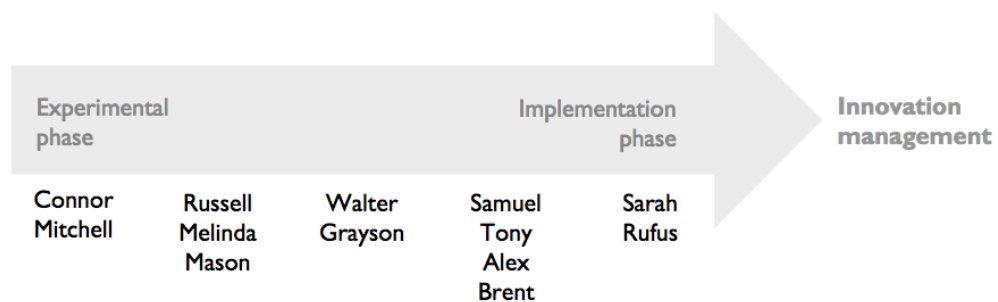 Experimental
phase
Implementation
phase
Innovation
management
Connor
Mitchell
Russell
Melinda
Mason
Walter
Grayson
Samuel
Tony
Alex
Brent
Sarah
Rufus